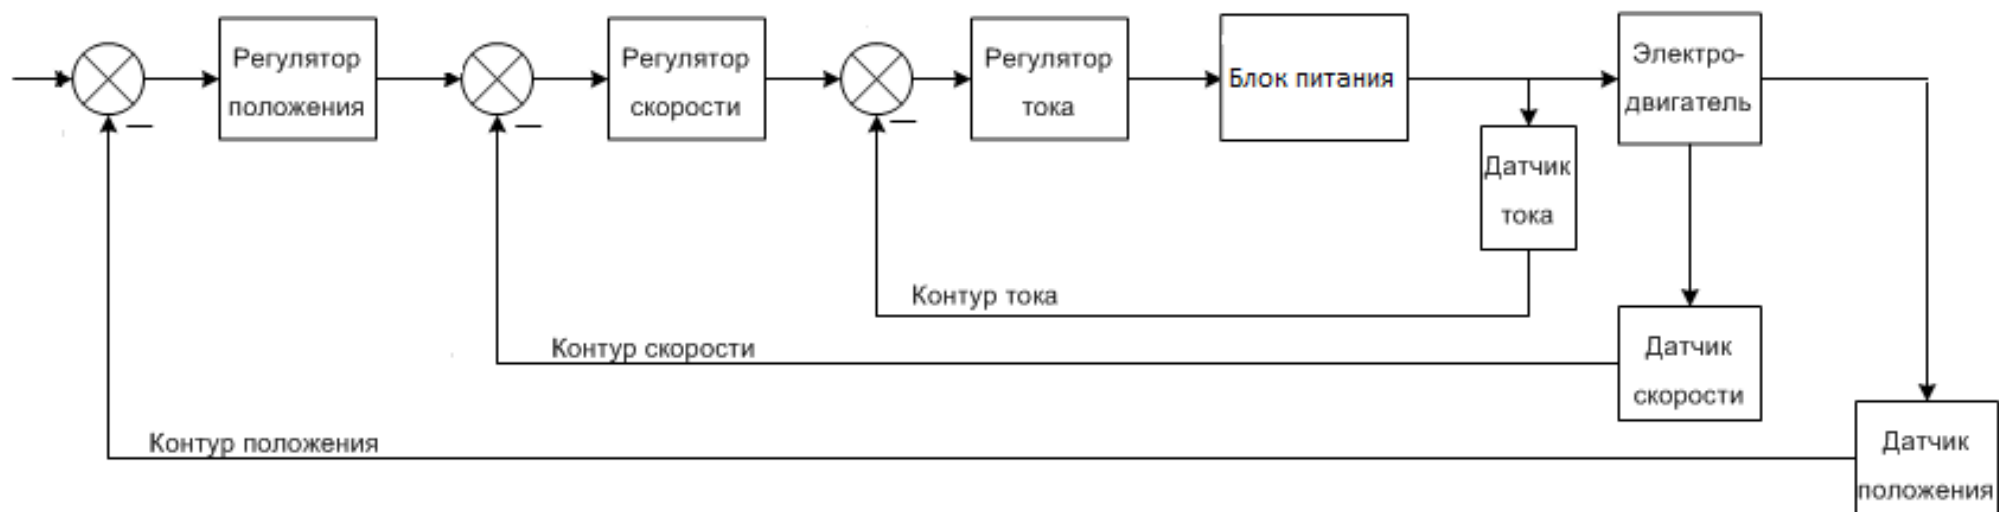 Регулятор
положения
Регулятор
скорости
Регулятор
тока
Блок питания
Электро-
двигатель
Датчик
тока
Контур тока
Контур скорости
Датчик
скорости
Контур положения
Датчик
положения